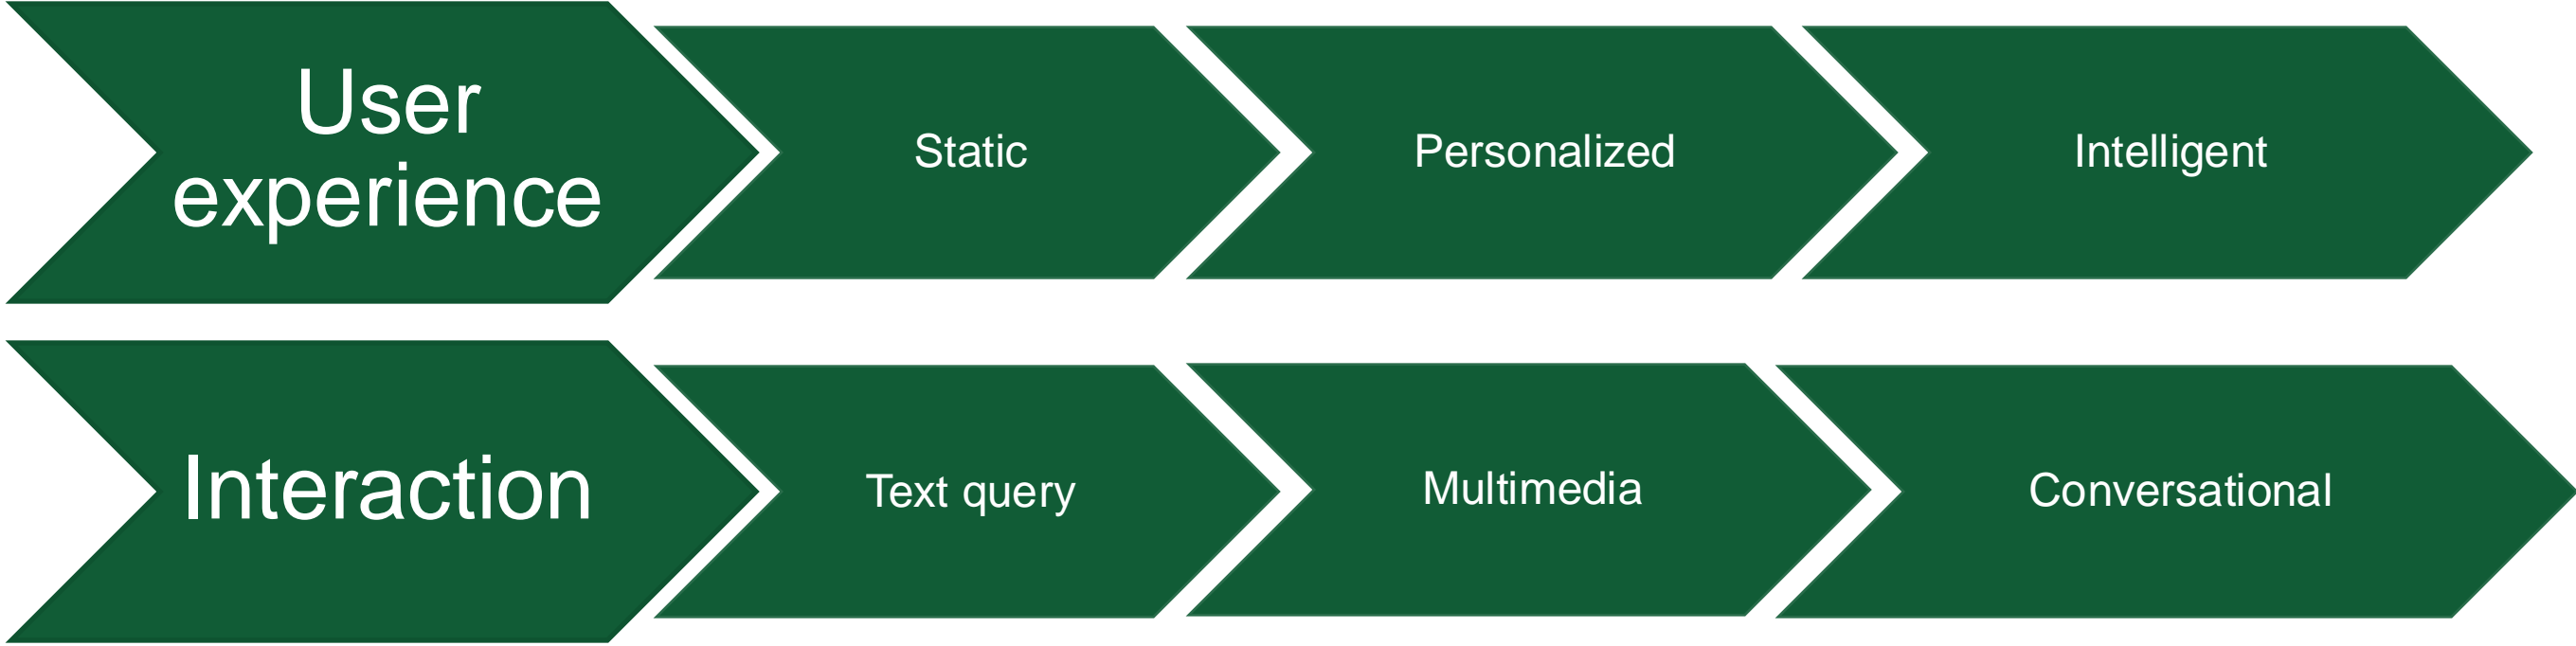 User
experience
Static
Personalized
Intelligent
Interaction
Text query
Multimedia
Conversational